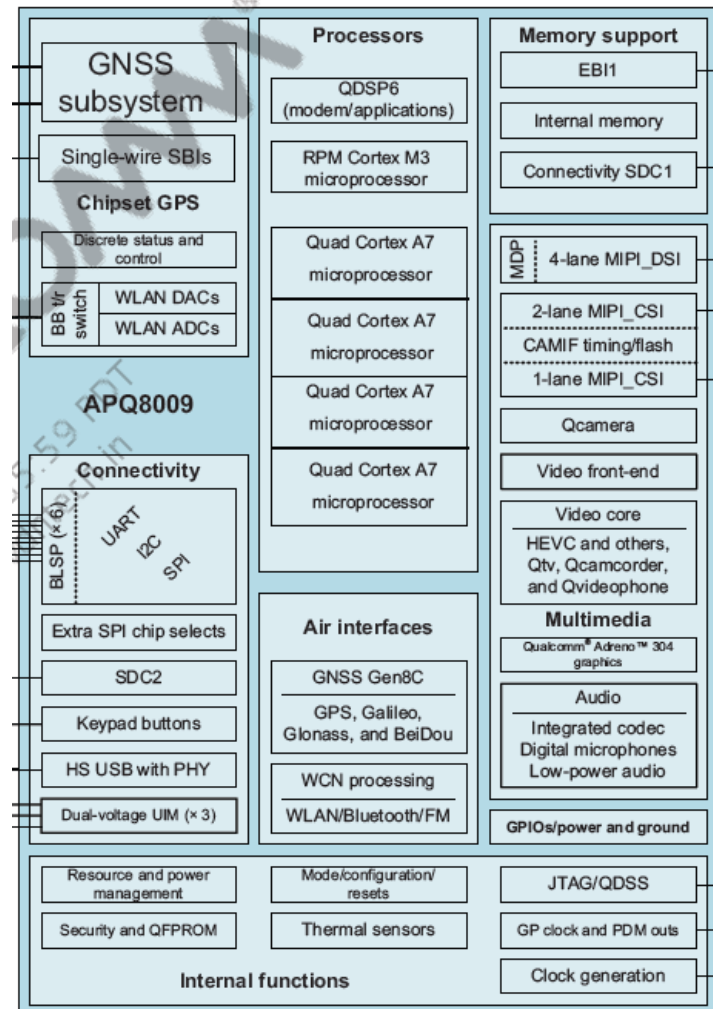 GNSS
subsystem
Single-wire SBIs
Chipset GPS
Discrete status and
control
BB t/r
switch
WLAN DACs
WLAN ADCs
APQ8009
Connectivity
BLSP (× 6)
UART
I2C
SPI
Extra SPI chip selects
SDC2
Keypad buttons
HS USB with PHY
Dual-voltage UIM (× 3)
Processors
QDSP6
(modem/applications)
RPM Cortex M3
microprocessor
Quad Cortex A7
microprocessor
Quad Cortex A7
microprocessor
Quad Cortex A7
microprocessor
Quad Cortex A7
microprocessor
Air interfaces
GNSS Gen8C
GPS, Galileo,
Glonass, and BeiDou
WCN processing
WLAN/Bluetooth/FM
Memory support
EBI1
Internal memory
Connectivity SDC1
MDP
4-lane MIPI_DSI
2-lane MIPI_CSI
CAMIF timing/flash
1-lane MIPI_CSI
Qcamera
Video front-end
Video core
HEVC and others,
Qtv, Qcamcorder,
and Qvideophone
Multimedia
Qualcomm® Adreno™ 304
graphics
Audio
Integrated codec
Digital microphones
Low-power audio
GPIOs/power and ground
Resource and power
management
Mode/configuration/
resets
JTAG/QDSS
Security and QFPROM
Thermal sensors
GP clock and PDM outs
Internal functions
Clock generation